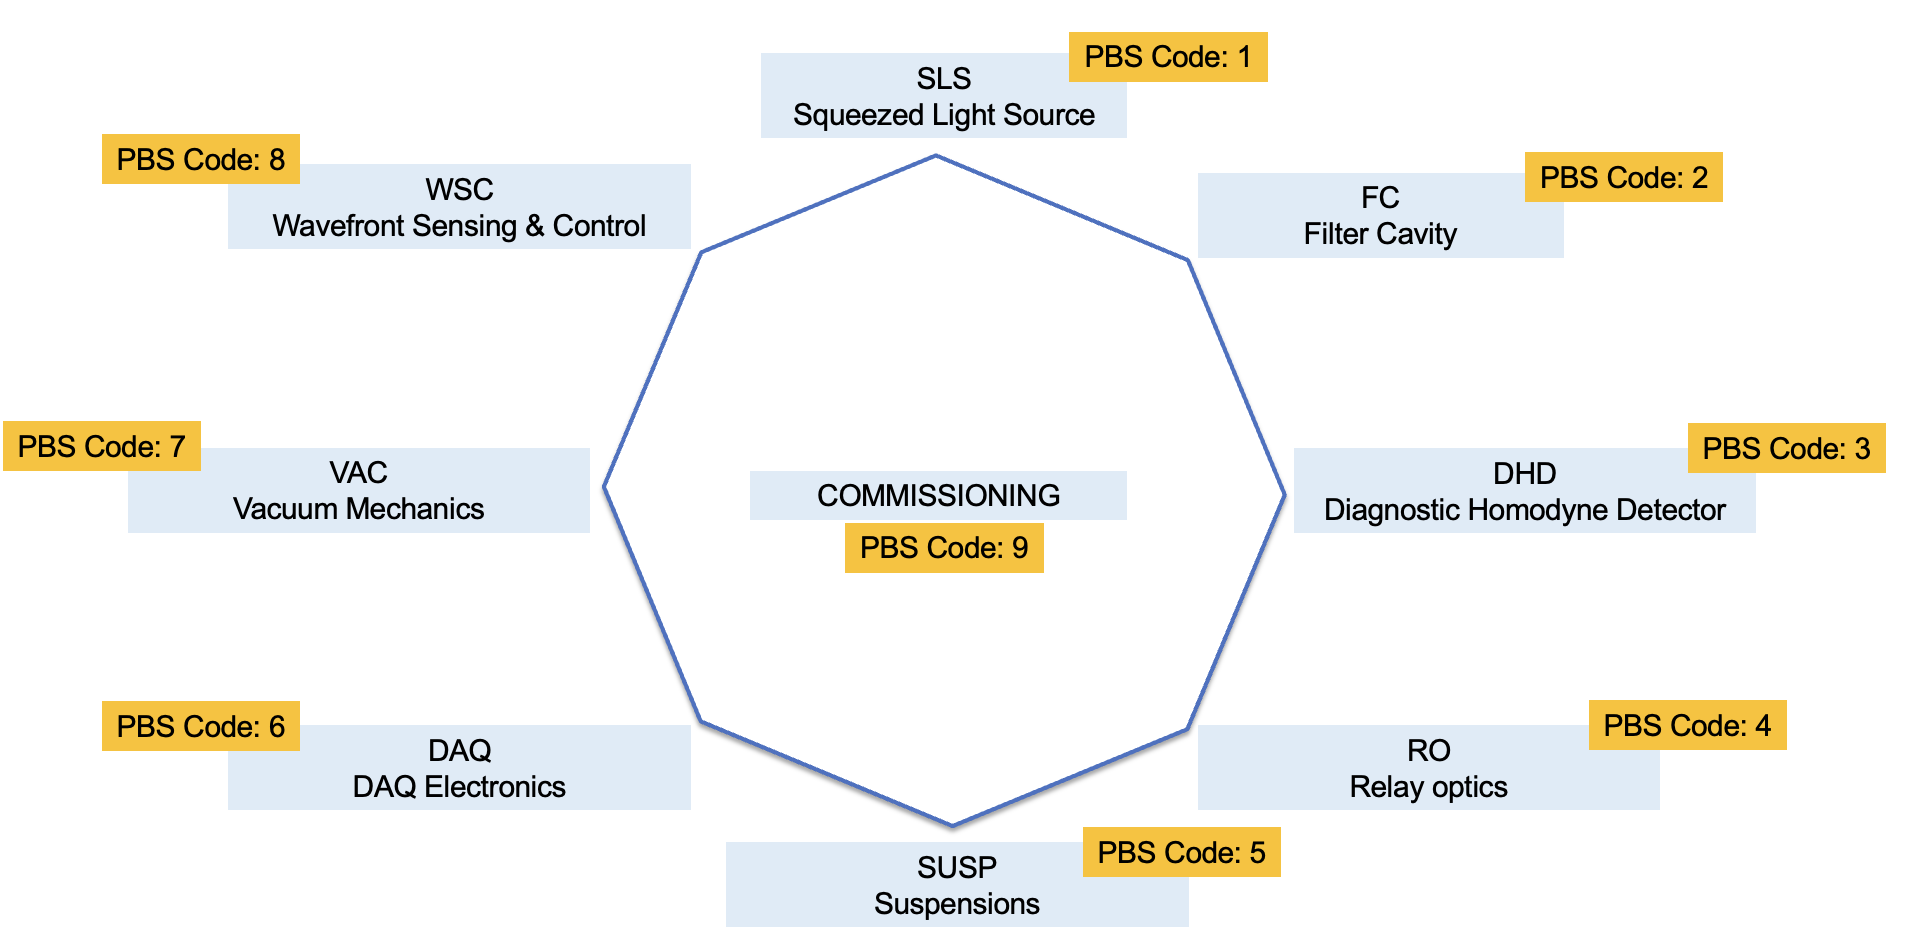 PBS Code: 1
SLS
Squeezed Light Source
PBS Code: 2
FC
Filter Cavity
PBS Code: 3
DHD
Diagnostic Homodyne Detector
PBS Code: 4
RO
Relay optics
PBS Code: 5
SUSP
Suspensions
PBS Code: 6
DAQ
DAQ Electronics
PBS Code: 7
VAC
Vacuum Mechanics
PBS Code: 8
WSC
Wavefront Sensing & Control
COMMISSIONING
PBS Code: 9